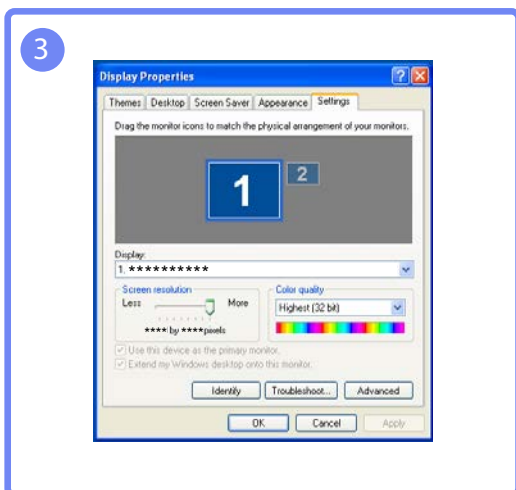 3
Display Properties
Themes Desktop Screen Saver Appearance Settings
Drag the monitor icons to match the physical arrangement of your monitors.
1 2
Display:
1. **********
Screen resolution Color quality
Less More Highest (32 bit)
**** by **** pixels
Use this device as the primary monitor.
Extend my Windows desktop onto this monitor.
Identify Troubleshoot... Advanced
OK Cancel Apply